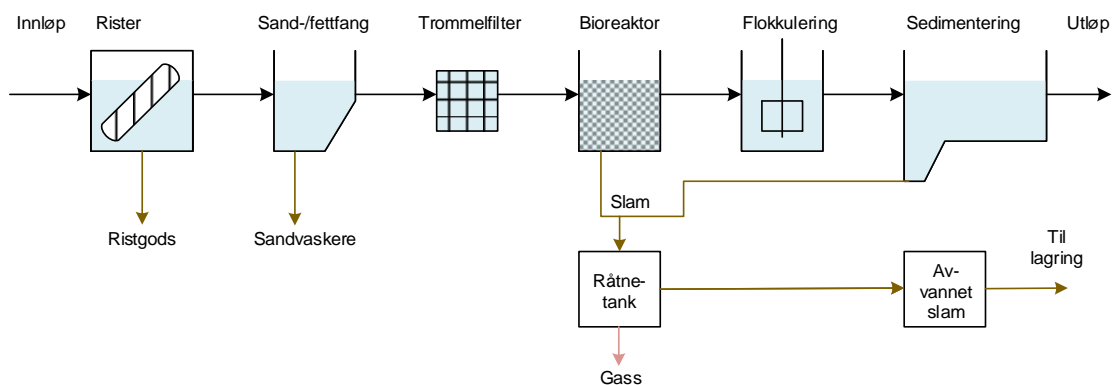 Innløp
Rister
Sand-/fettfang
Trommelfilter
Bioreaktor
Flokkulering
Sedimentering
Utløp
Ristgods
Sandvaskere
Slam
Råtne-
tank
Av-
vannet
slam
Til
lagring
Gass